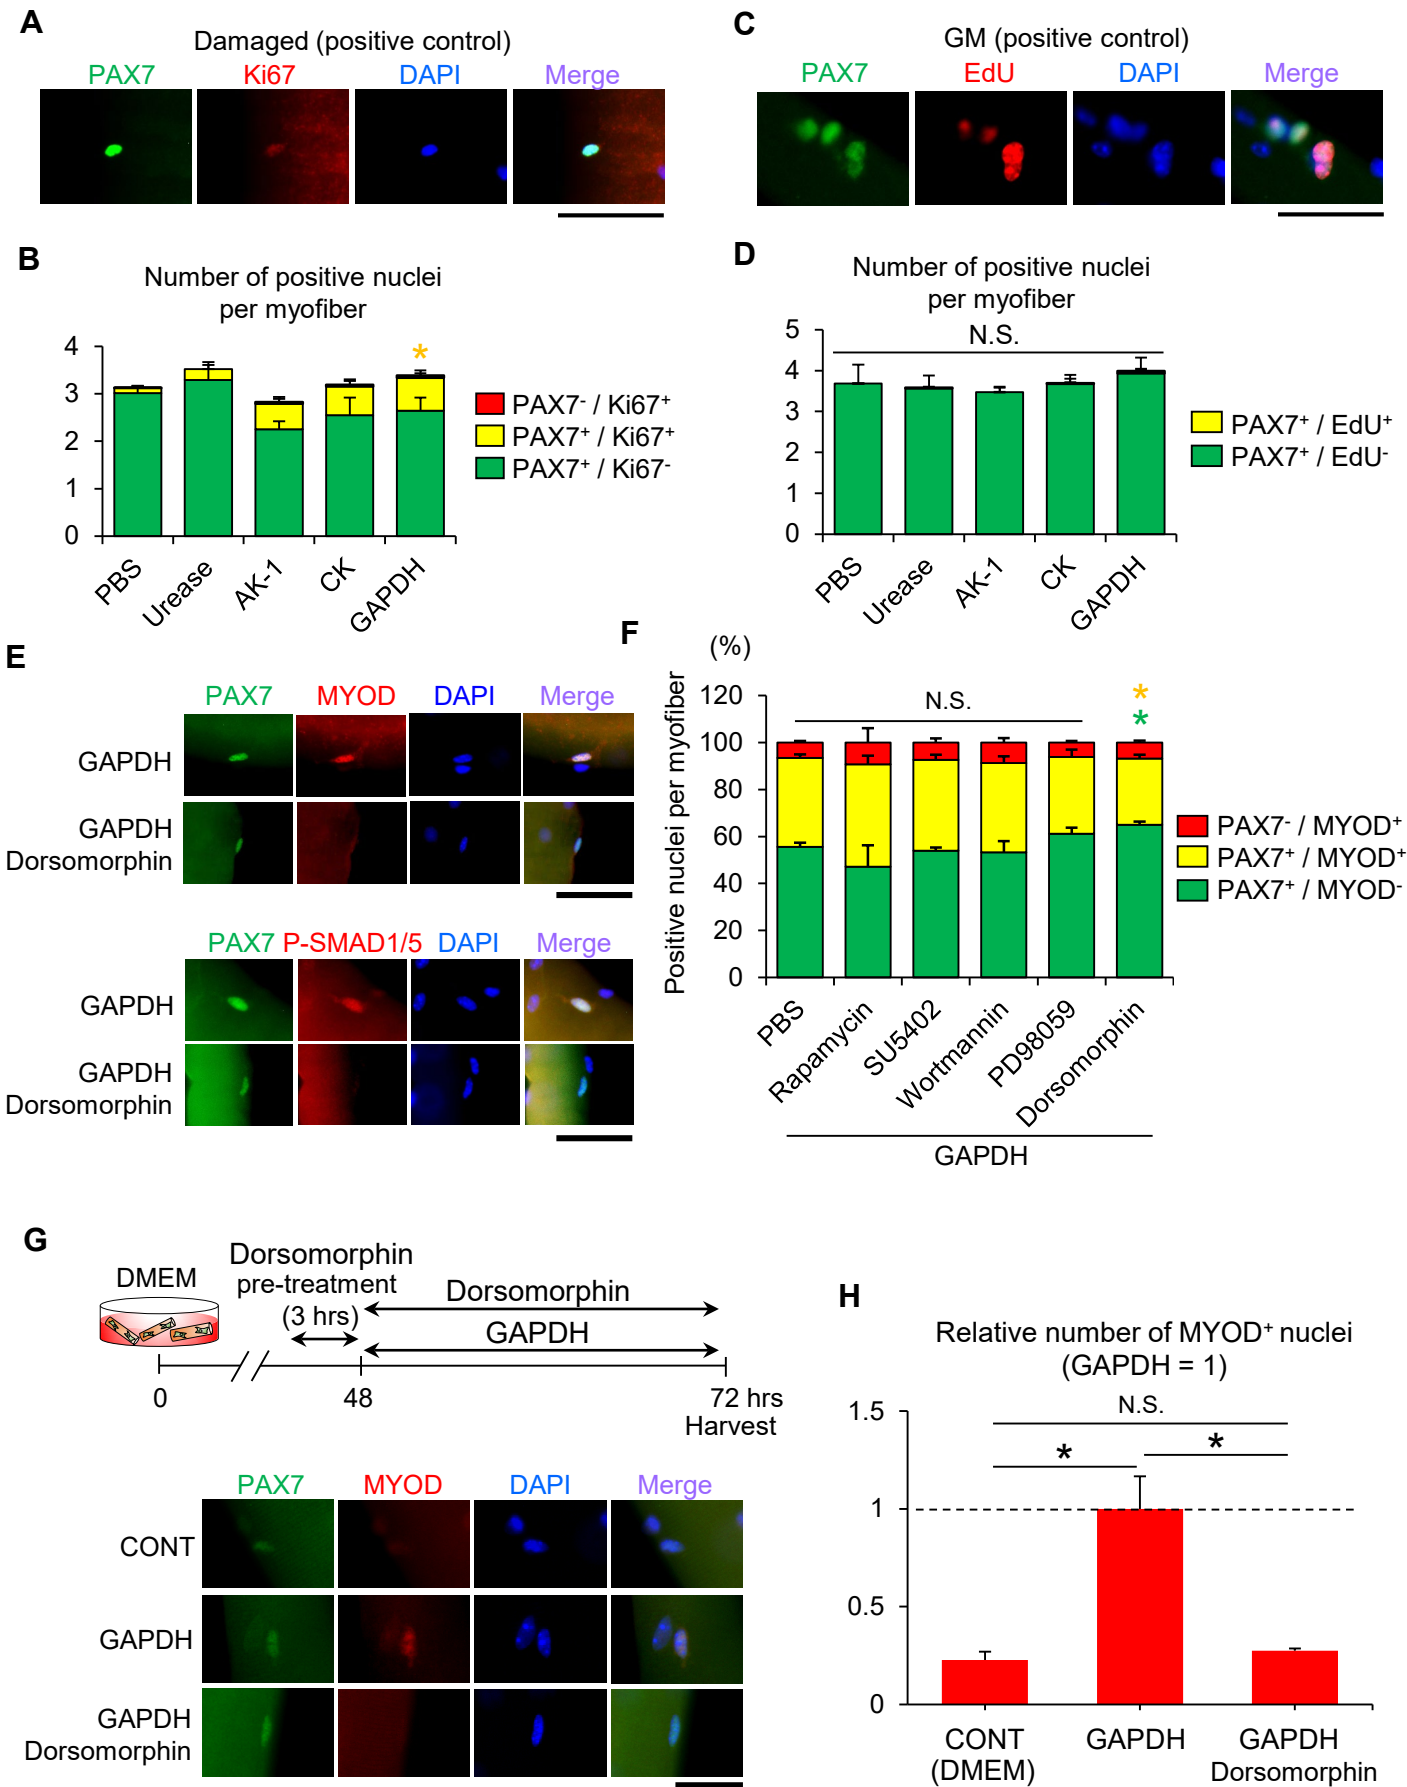 A
Damaged (positive control)
PAX7 Ki67 DAPI Merge
B
Number of positive nuclei
per myofiber
4
3
2
1
0
*
PBS
Urease
AK-1
CK
GAPDH
PAX7- / Ki67+
PAX7+ / Ki67+
PAX7+ / Ki67-
C
GM (positive control)
PAX7 EdU DAPI Merge
D
Number of positive nuclei
per myofiber
5
4
3
2
1
0
N.S.
PBS
Urease
AK-1
CK
GAPDH
PAX7+ / EdU+
PAX7+ / EdU-
E
PAX7 MYOD DAPI Merge
GAPDH
GAPDH
Dorsomorphin
PAX7 P-SMAD1/5 DAPI Merge
GAPDH
GAPDH
Dorsomorphin
F
(%)
Positive nuclei per myofiber
120
100
80
60
40
20
0
N.S.
*
*
PBS
Rapamycin
SU5402
Wortmannin
PD98059
Dorsomorphin
GAPDH
PAX7- / MYOD+
PAX7+ / MYOD+
PAX7+ / MYOD-
G
DMEM
Dorsomorphin
pre-treatment
(3 hrs)
Dorsomorphin
GAPDH
0 48 72 hrs
Harvest
PAX7 MYOD DAPI Merge
CONT
GAPDH
GAPDH
Dorsomorphin
H
Relative number of MYOD+ nuclei
(GAPDH = 1)
1.5
1
0.5
0
N.S.
*
*
CONT
(DMEM)
GAPDH
GAPDH
Dorsomorphin